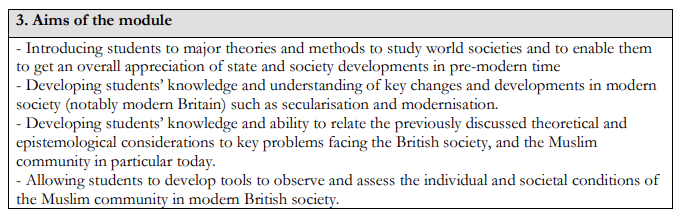 3. Aims of the module
- Introducing students to major theories and methods to study world societies and to enable them
to get an overall appreciation of state and society developments in pre-modern time
- Developing students' knowledge and understanding of key changes and developments in modern
society (notably modern Britain) such as secularisation and modernisation.
- Developing students' knowledge and ability to relate the previously discussed theoretical and
epistemological considerations to key problems facing the British society, and the Muslim
community in particular today.
- Allowing students to develop tools to observe and assess the individual and societal conditions of
the Muslim community in modern British society.